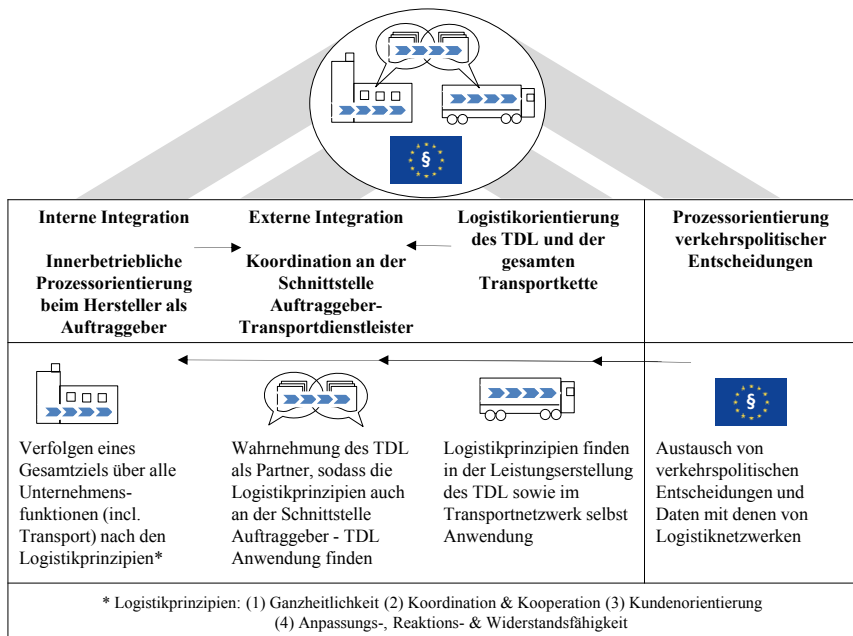 §
Interne Integration
Innerbetriebliche
Prozessorientierung
beim Hersteller als
Auftraggeber
Externe Integration
Koordination an der
Schnittstelle
Auftraggeber-
Transportdienstleister
Logistikorientierung
des TDL und der
gesamten
Transportkette
Prozessorientierung
verkehrspolitischer
Entscheidungen
§
Verfolgen eines
Gesamtziels über alle
Unternehmens-
funktionen (incl.
Transport) nach den
Logistikprinzipien*
Wahrnehmung des TDL
als Partner, sodass die
Logistikprinzipien auch
an der Schnittstelle
Auftraggeber - TDL
Anwendung finden
Logistikprinzipien finden
in der Leistungserstellung
des TDL sowie im
Transportnetzwerk selbst
Anwendung
Austausch von
verkehrspolitischen
Entscheidungen und
Daten mit denen von
Logistiknetzwerken
* Logistikprinzipien: (1) Ganzheitlichkeit (2) Koordination & Kooperation (3) Kundenorientierung
(4) Anpassungs-, Reaktions- & Widerstandsfähigkeit